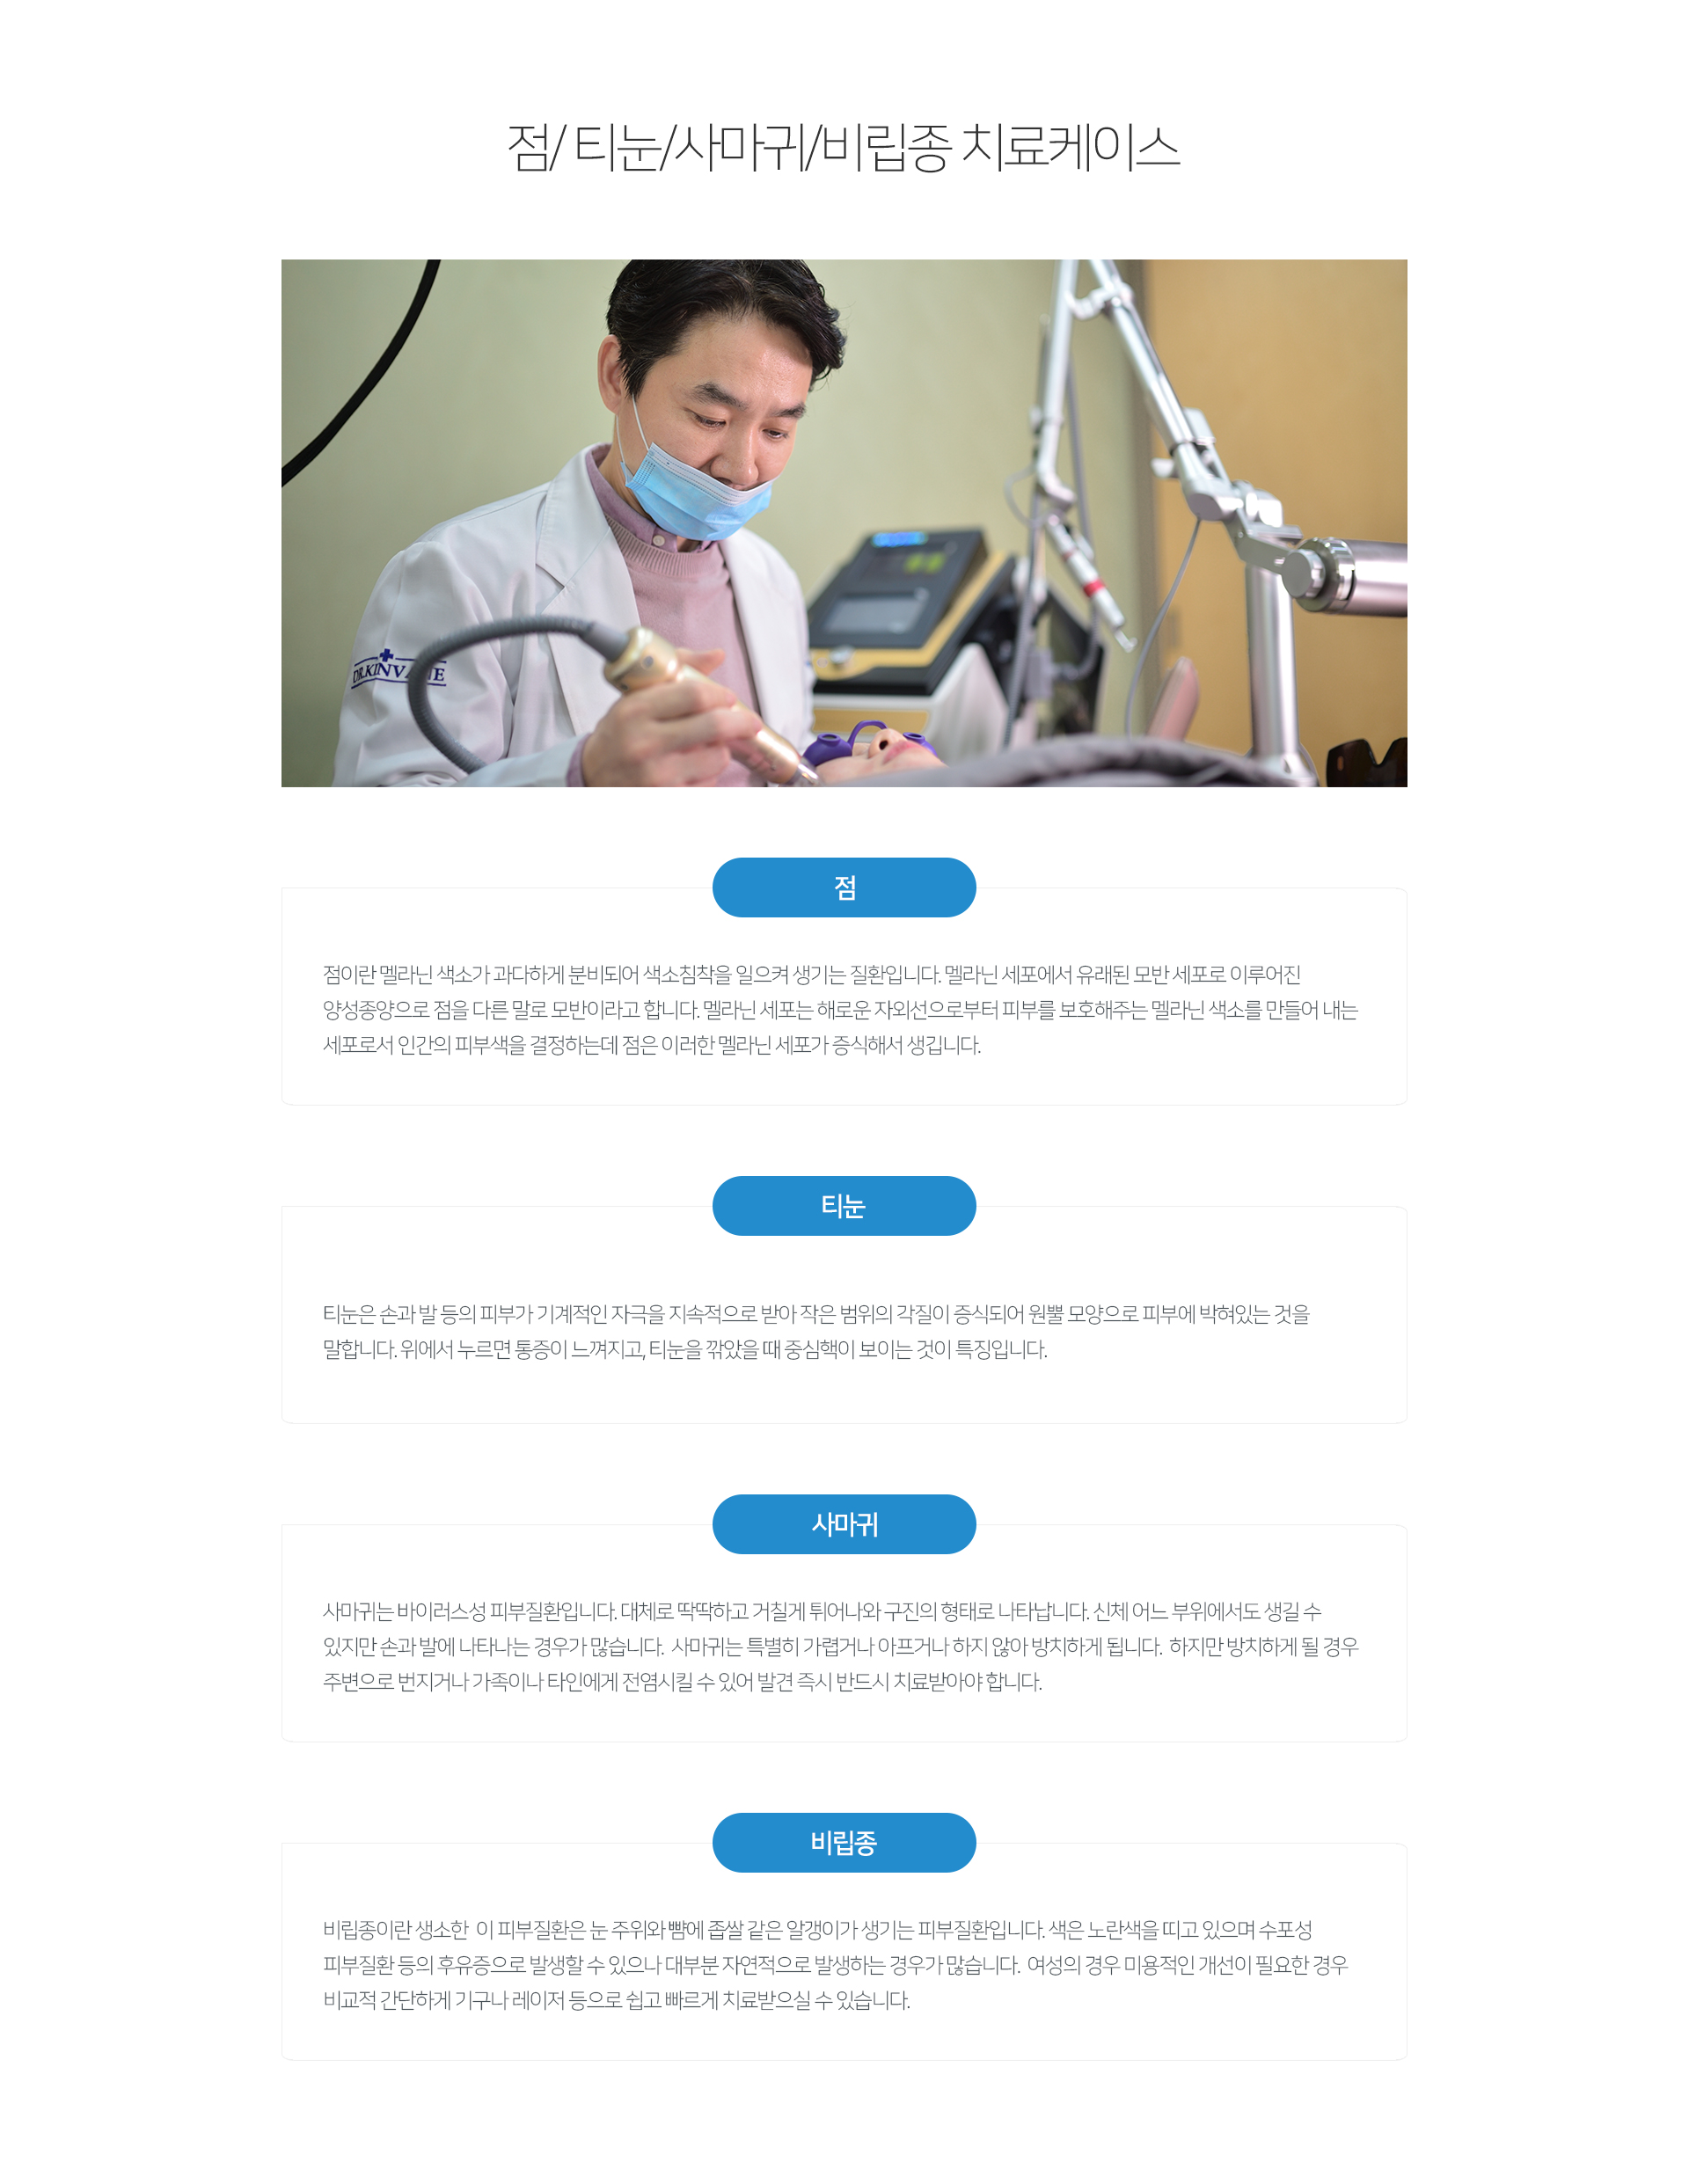 점/ 티눈/사마귀/비립종 치료케이스
점
점이란 멜라닌 색소가 과다하게 분비되어 색소침착을 일으켜 생기는 질환입니다. 멜라닌 세포에서 유래된 모반 세포로 이루어진
양성종양으로 점을 다른 말로 모반이라고 합니다. 멜라닌 세포는 해로운 자외선으로부터 피부를 보호해주는 멜라닌 색소를 만들어 내는
세포로서 인간의 피부색을 결정하는데 점은 이러한 멜라닌 세포가 증식해서 생깁니다.
티눈
티눈은 손과 발 등의 피부가 기계적인 자극을 지속적으로 받아 작은 범위의 각질이 증식되어 원뿔 모양으로 피부에 박혀있는 것을
말합니다. 위에서 누르면 통증이 느껴지고, 티눈을 깎았을 때 중심핵이 보이는 것이 특징입니다.
사마귀
사마귀는 바이러스성 피부질환입니다. 대체로 딱딱하고 거칠게 튀어나와 구진의 형태로 나타납니다. 신체 어느 부위에서도 생길 수
있지만 손과 발에 나타나는 경우가 많습니다. 사마귀는 특별히 가렵거나 아프거나 하지 않아 방치하게 됩니다. 하지만 방치하게 될 경우
주변으로 번지거나 가족이나 타인에게 전염시킬 수 있어 발견 즉시 반드시 치료받아야 합니다.
비립종
비립종이란 생소한 이 피부질환은 눈 주위와 뺨에 좁쌀 같은 알갱이가 생기는 피부질환입니다. 색은 노란색을 띠고 있으며 수포성
피부질환 등의 후유증으로 발생할 수 있으나 대부분 자연적으로 발생하는 경우가 많습니다. 여성의 경우 미용적인 개선이 필요한 경우
비교적 간단하게 기구나 레이저 등으로 쉽고 빠르게 치료받으실 수 있습니다.